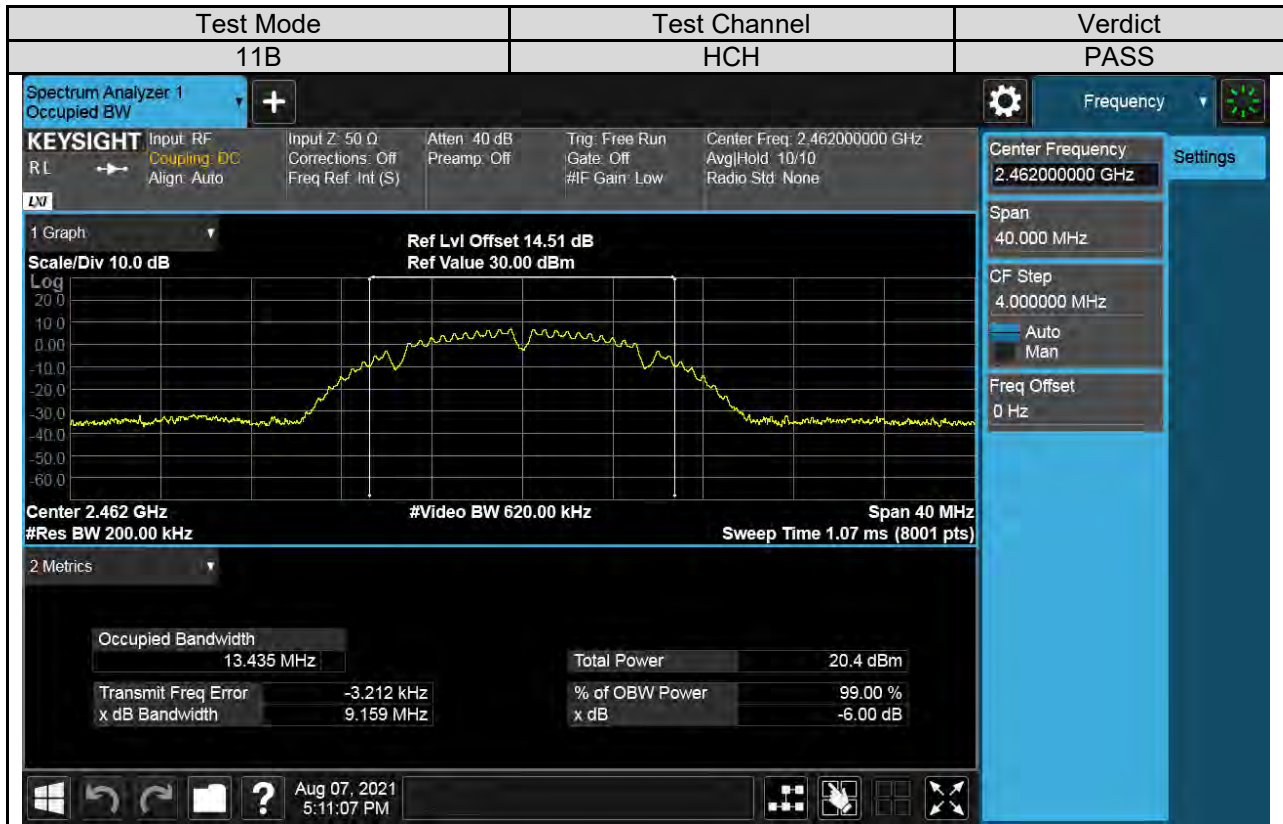 Test Mode Test Channel Verdict
11B HCH PASS
Spectrum Analyzer 1
Occupied BW
Frequency
KEYSIGHT Input: RF Input Z: 50 Ω Atten: 40 dB Trig: Free Run Center Freq: 2.462000000 GHz
Coupling: DC Corrections: Off Preamp: Off Gate: Off Avg|Hold: 10/10
RL Align: Auto Freq Ref: Int (S) #IF Gain: Low Radio Std: None
LXI
Center Frequency
2.462000000 GHz
Settings
Span
40.000 MHz
CF Step
4.000000 MHz
Auto
Man
Freq Offset
0 Hz
1 Graph
Ref Lvl Offset 14.51 dB
Scale/Div 10.0 dB Ref Value 30.00 dBm
Log
20.0
10.0
0.00
-10.0
-20.0
-30.0
-40.0
-50.0
-60.0
Center 2.462 GHz #Video BW 620.00 kHz Span 40 MHz
#Res BW 200.00 kHz Sweep Time 1.07 ms (8001 pts)
2 Metrics
Occupied Bandwidth
13.435 MHz Total Power 20.4 dBm
Transmit Freq Error -3.212 kHz % of OBW Power 99.00 %
x dB Bandwidth 9.159 MHz x dB -6.00 dB
? Aug 07, 2021
5:11:07 PM